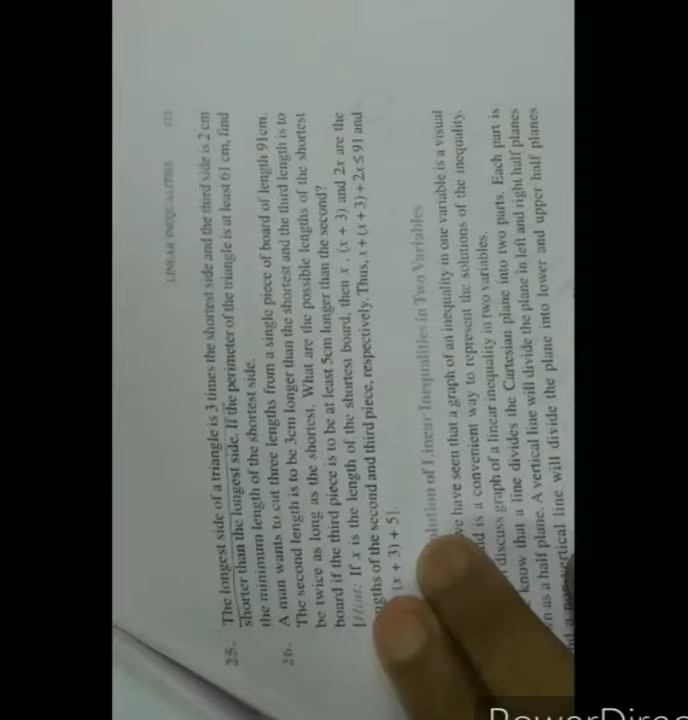 LINEAR INEQUALITIES
25. The longest side of a triangle is 3 times the shortest side and the third side is 2 cm
shorter than the longest side. If the perimeter of the triangle is at least 61 cm, find
the minimum length of the shortest side.
26. A man wants to cut three lengths from a single piece of board of length 91cm.
The second length is to be 3cm longer than the shortest and the third length is to
be twice as long as the shortest. What are the possible lengths of the shortest
board if the third piece is to be at least 5cm longer than the second?
[Hint: If x is the length of the shortest board, then x, (x + 3) and 2x are the
ngths of the second and third piece, respectively. Thus, x + (x + 3) + 2x ≤ 91 and
(x + 3) + 5].
olution of Linear Inequalities in Two Variables
ve have seen that a graph of an inequality in one variable is a visual
is a convenient way to represent the solutions of the inequality.
discuss graph of a linear inequality in two variables.
know that a line divides the Cartesian plane into two parts. Each part is
wn as a half plane. A vertical line will divide the plane in left and right half planes
a non-vertical line will divide the plane into lower and upper half planes